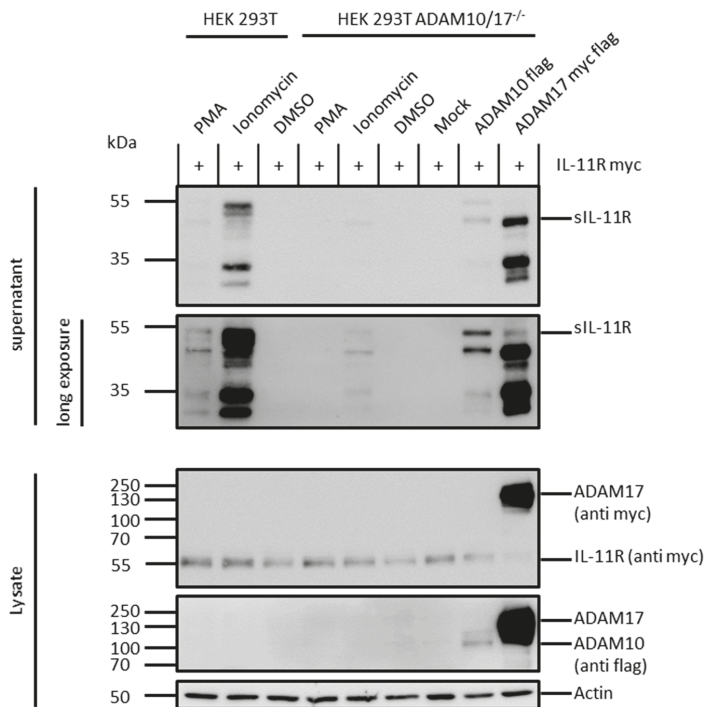 HEK 293T HEK 293T ADAM10/17-/-
PMA Ionomycin DMSO PMA Ionomycin DMSO Mock ADAM10 flag ADAM17 myc flag
kDa
+ + + + + + + + + IL-11R myc
supernatant
55 sIL-11R
35
long exposure
55 sIL-11R
35
Lysate
250
130 ADAM17
100 (anti myc)
70
55 IL-11R (anti myc)
250 ADAM17
130
100 ADAM10
70 (anti flag)
50 Actin